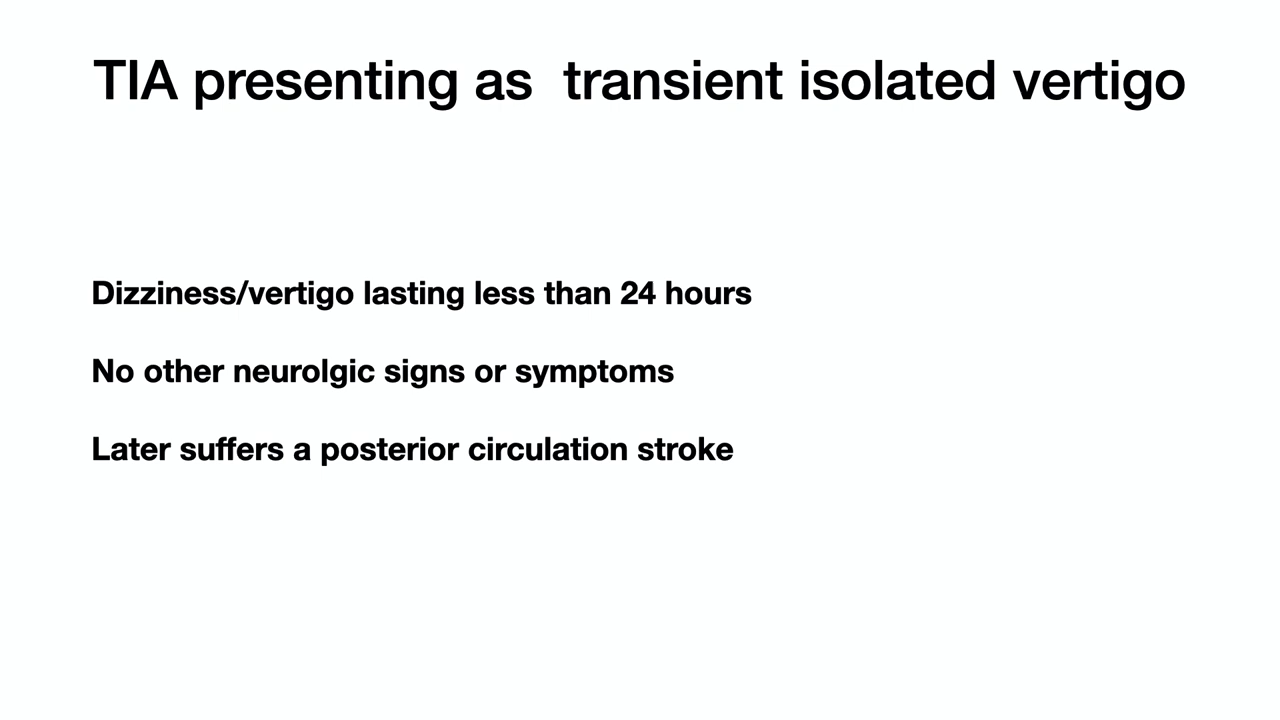 TIA presenting as  transient isolated vertigo
Dizziness/vertigo lasting less than 24 hours
No other neurolgic signs or symptoms
Later suffers a posterior circulation stroke